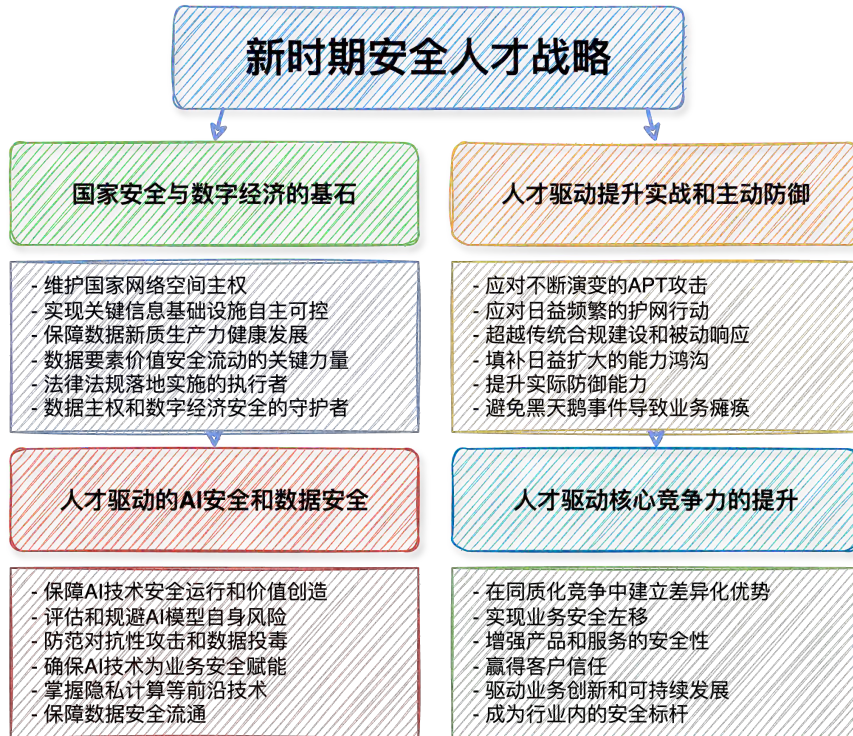 新时期安全人才战略
国家安全与数字经济的基石
- 维护国家网络空间主权
- 实现关键信息基础设施自主可控
- 保障数据新质生产力健康发展
- 数据要素价值安全流动的关键力量
- 法律法规落地实施的执行者
- 数据主权和数字经济安全的守护者
人才驱动提升实战和主动防御
- 应对不断演变的APT攻击
- 应对日益频繁的护网行动
- 超越传统合规建设和被动响应
- 填补日益扩大的能力鸿沟
- 提升实际防御能力
- 避免黑天鹅事件导致业务瘫痪
人才驱动的AI安全和数据安全
- 保障AI技术安全运行和价值创造
- 评估和规避AI模型自身风险
- 防范对抗性攻击和数据投毒
- 确保AI技术为业务安全赋能
- 掌握隐私计算等前沿技术
- 保障数据安全流通
人才驱动核心竞争力的提升
- 在同质化竞争中建立差异化优势
- 实现业务安全左移
- 增强产品和服务的安全性
- 赢得客户信任
- 驱动业务创新和可持续发展
- 成为行业内的安全标杆